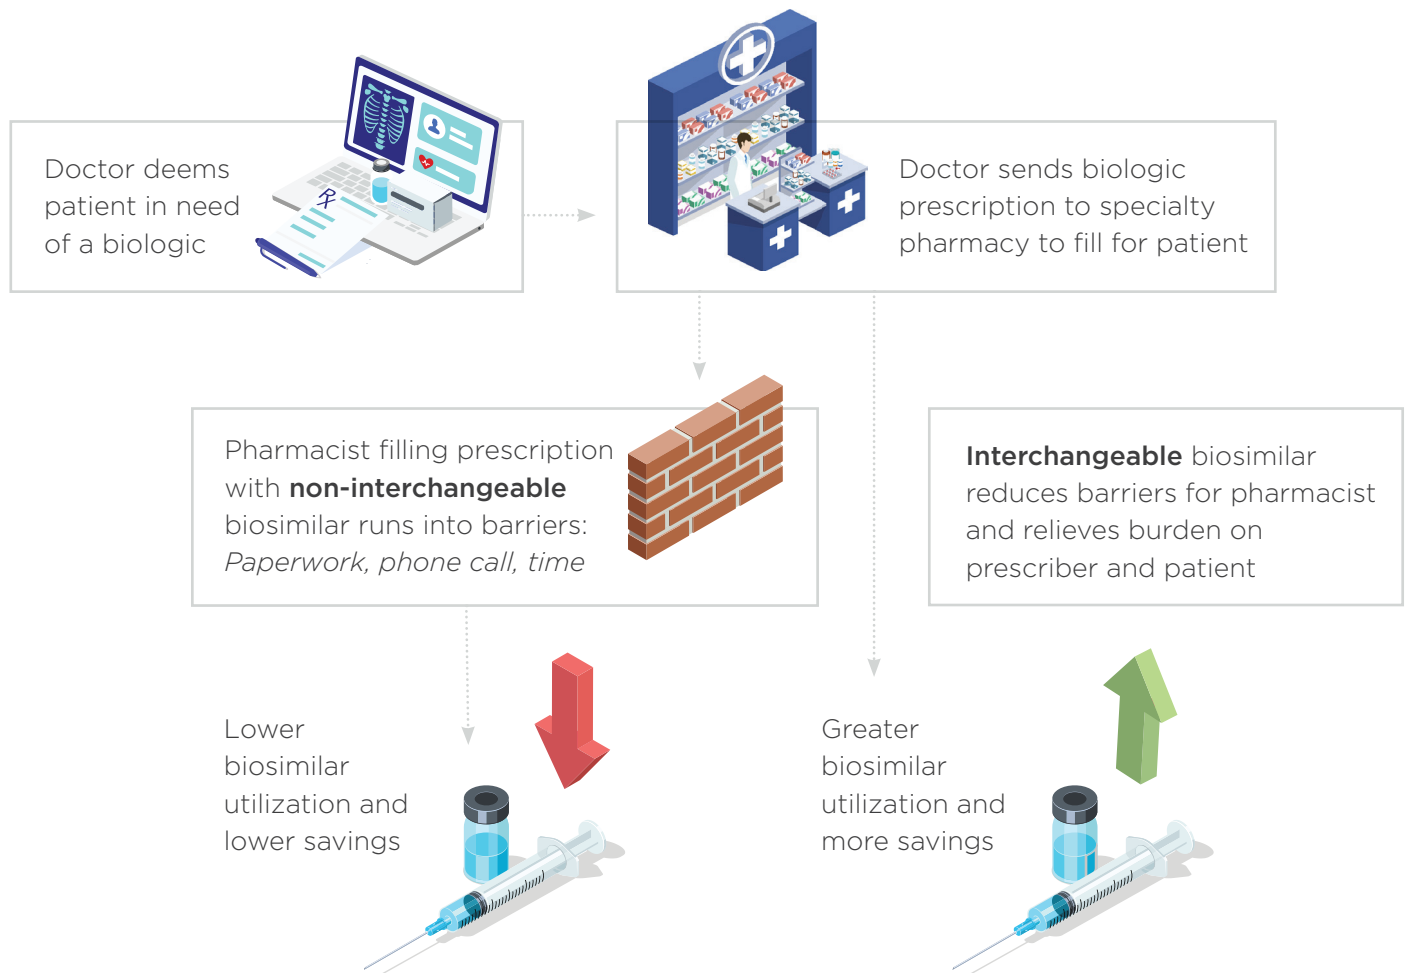 Doctor deems
patient in need
of a biologic
Rx
Doctor sends biologic
prescription to specialty
pharmacy to fill for patient
Pharmacist filling prescription
with non-interchangeable
biosimilar runs into barriers:
Paperwork, phone call, time
Interchangeable biosimilar
reduces barriers for pharmacist
and relieves burden on
prescriber and patient
Lower
biosimilar
utilization and
lower savings
Greater
biosimilar
utilization and
more savings